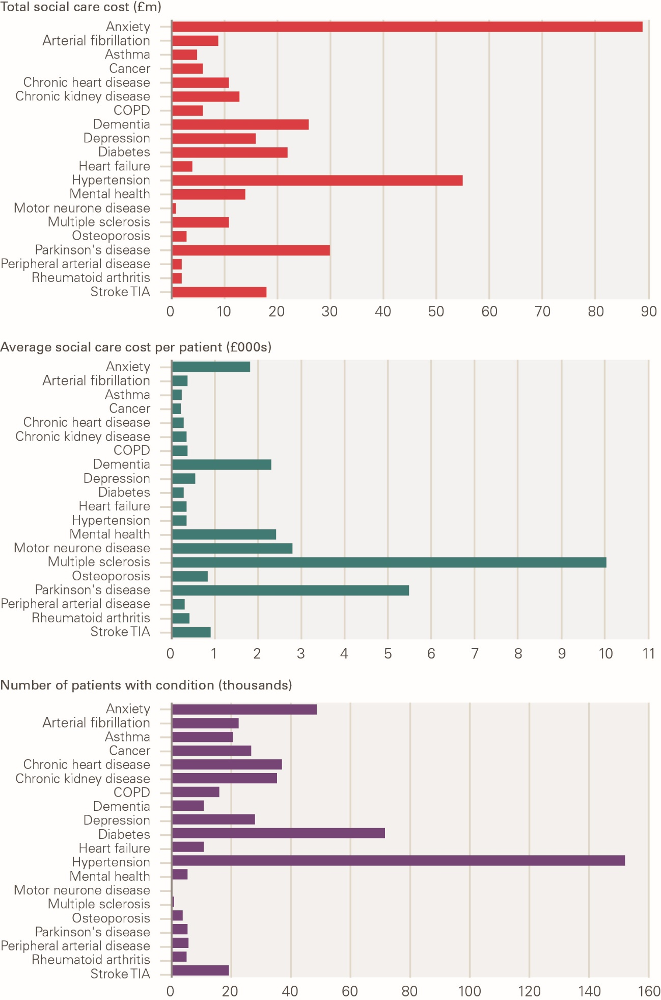 Total social care cost (£m)
Anxiety
Arterial fibrillation
Asthma
Cancer
Chronic heart disease
Chronic kidney disease
COPD
Dementia
Depression
Diabetes
Heart failure
Hypertension
Mental health
Motor neurone disease
Multiple sclerosis
Osteoporosis
Parkinson's disease
Peripheral arterial disease
Rheumatoid arthritis
Stroke TIA
0 10 20 30 40 50 60 70 80 90
Average social care cost per patient (£000s)
Anxiety
Arterial fibrillation
Asthma
Cancer
Chronic heart disease
Chronic kidney disease
COPD
Dementia
Depression
Diabetes
Heart failure
Hypertension
Mental health
Motor neurone disease
Multiple sclerosis
Osteoporosis
Parkinson's disease
Peripheral arterial disease
Rheumatoid arthritis
Stroke TIA
0 1 2 3 4 5 6 7 8 9 10 11
Number of patients with condition (thousands)
Anxiety
Arterial fibrillation
Asthma
Cancer
Chronic heart disease
Chronic kidney disease
COPD
Dementia
Depression
Diabetes
Heart failure
Hypertension
Mental health
Motor neurone disease
Multiple sclerosis
Osteoporosis
Parkinson's disease
Peripheral arterial disease
Rheumatoid arthritis
Stroke TIA
0 20 40 60 80 100 120 140 160